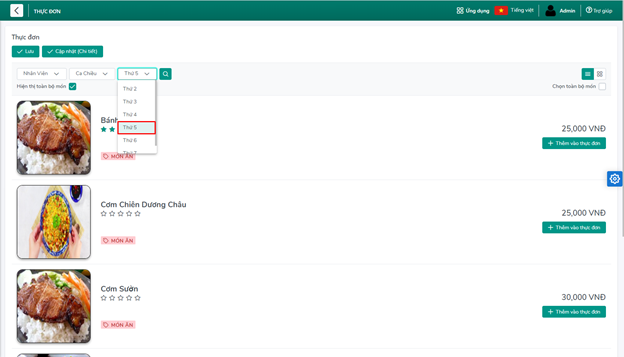 THỰC ĐƠN
Ứng dụng
Tiếng việt
Admin
Trợ giúp
Thực đơn
Lưu
Cập nhật (Chi tiết)
Nhân Viên
Ca Chiều
Thứ 5
Hiện thị toàn bộ món
Chọn toàn bộ món
Thứ 2
Thứ 3
Thứ 4
Thứ 5
Thứ 6
Thứ 7
Bánh
25,000 VNĐ
Thêm vào thực đơn
MÓN ĂN
Cơm Chiên Dương Châu
25,000 VNĐ
Thêm vào thực đơn
MÓN ĂN
Cơm Sườn
30,000 VNĐ
Thêm vào thực đơn
MÓN ĂN